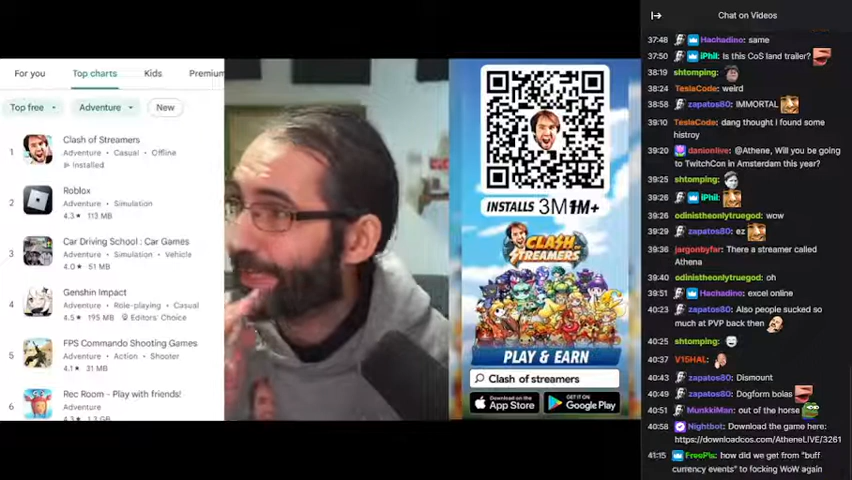 Chat on Videos
For you Top charts Kids Premium
Top free Adventure New
1 Clash of Streamers
Adventure • Casual • Offline
Installed
2 Roblox
Adventure • Simulation
4.3★ 113 MB
3 Car Driving School : Car Games
Adventure • Simulation • Vehicle
4.0★ 51 MB
4 Genshin Impact
Adventure • Role-playing • Casual
4.5★ 195 MB Editors' Choice
5 FPS Commando Shooting Games
Adventure • Action • Shooter
4.1★ 31 MB
6 Rec Room - Play with friends!
Adventure
4.3★ 1.3 GB
INSTALLS 3M
CLASH OF
STREAMERS
PLAY & EARN
Clash of streamers
Download on the App Store
GET IT ON Google Play
37:48 Hachadino: same
37:50 iPhil: Is this CoS land trailer?
38:19 shtomping:
38:24 TeslaCode: weird
38:58 zapatos80: IMMORTAL
39:10 TeslaCode: dang thought I found some
histroy
39:20 danionlive: @Athene, Will you be going
to TwitchCon in Amsterdam this year?
39:25 shtomping:
39:26 iPhil:
39:26 odinistheonlytruegod: wow
39:29 zapatos80: ez
39:36 jargonbyfar: There a streamer called
Athena
39:40 odinistheonlytruegod: oh
39:51 Hachadino: excel online
40:23 zapatos80: Also people sucked so
much at PVP back then
40:25 shtomping:
40:37 V15HAL:
40:43 zapatos80: Dismount
40:49 zapatos80: Dogform bolas
40:51 MunkkiMan: out of the horse
40:58 Nightbot: Download the game here:
https://downloadcos.com/AtheneLIVE/3261
41:15 FreePls: how did we get from "buff
currency events" to focking WoW again